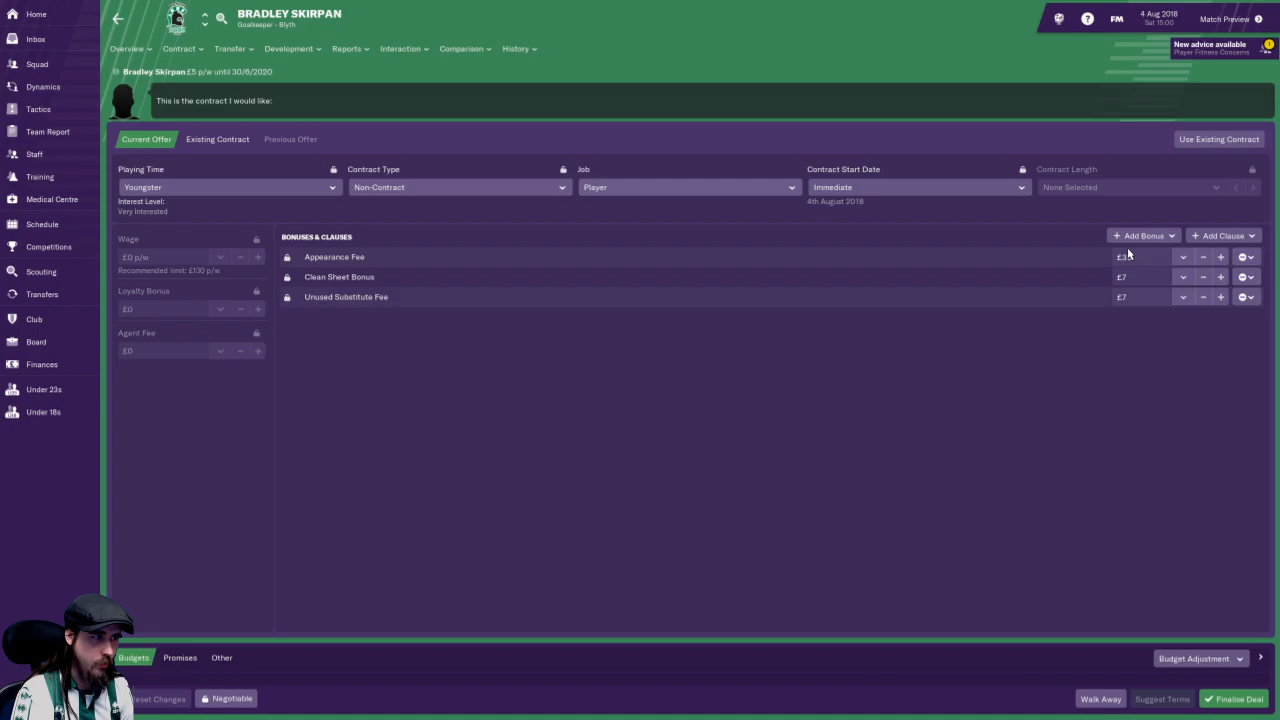 Home
Inbox
Squad
Dynamics
Tactics
Team Report
Staff
Training
Medical Centre
Schedule
Competitions
Scouting
Transfers
Club
Board
Finances
Under 23s
Under 18s
BRADLEY SKIRPAN
Goalkeeper - Blyth
4 Aug 2018
Sat 15:00
FM
Match Preview
New advice available
Player Fitness Concerns
1
Overview
Contract
Transfer
Development
Reports
Interaction
Comparison
History
Bradley Skirpan £5 p/w until 30/6/2020
This is the contract I would like:
Current Offer
Existing Contract
Previous Offer
Use Existing Contract
Playing Time
Youngster
Interest Level:
Very Interested
Contract Type
Non-Contract
Job
Player
Contract Start Date
Immediate
4th August 2018
Contract Length
None Selected
Wage
£0 p/w
Recommended limit: £130 p/w
Loyalty Bonus
£0
Agent Fee
£0
BONUSES & CLAUSES
Add Bonus
Add Clause
Appearance Fee
Clean Sheet Bonus
£7
Unused Substitute Fee
£7
Budgets
Promises
Other
Budget Adjustment
Reset Changes
Negotiable
Walk Away
Suggest Terms
Finalise Deal